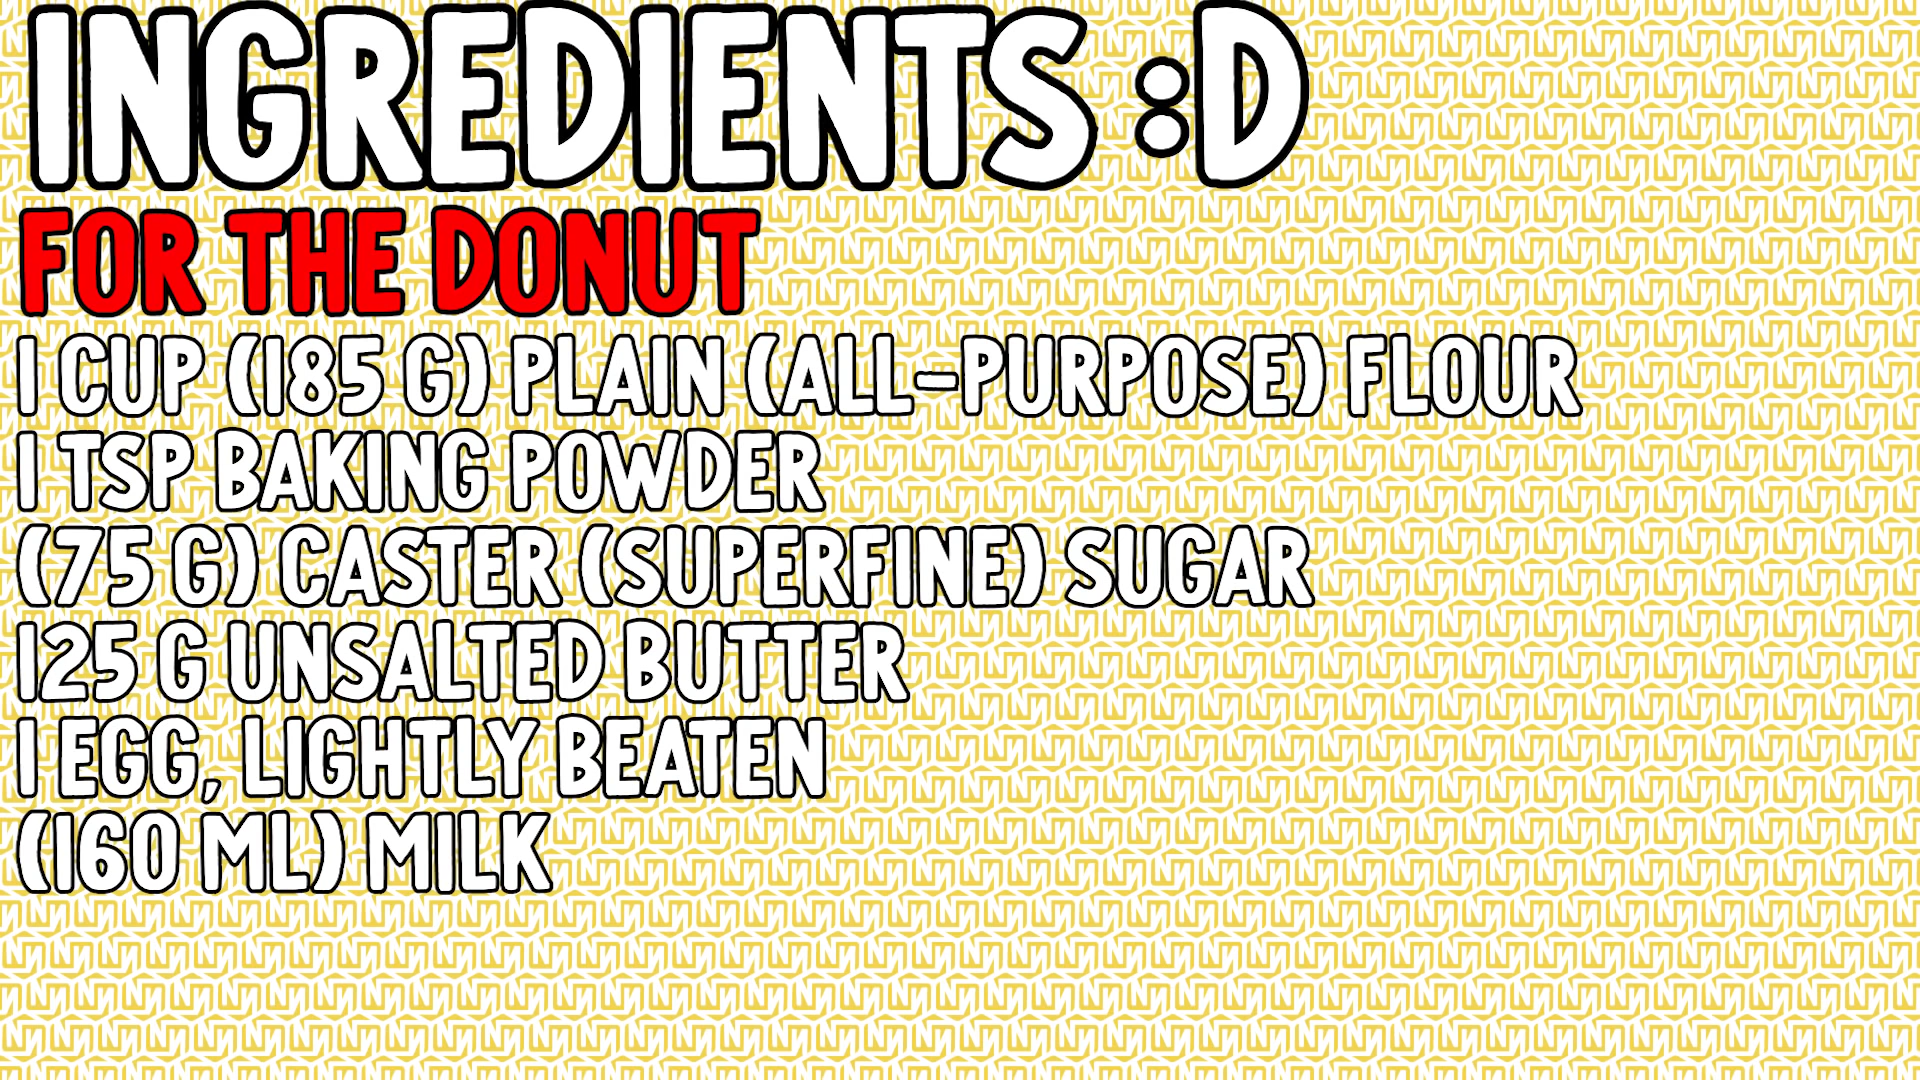 INGREDIENTS :D
FOR THE DONUT
1 CUP (185 G) PLAIN (ALL-PURPOSE) FLOUR
1 TSP BAKING POWDER
(75 G) CASTER (SUPERFINE) SUGAR
125 G UNSALTED BUTTER
1 EGG, LIGHTLY BEATEN
(160 ML) MILK